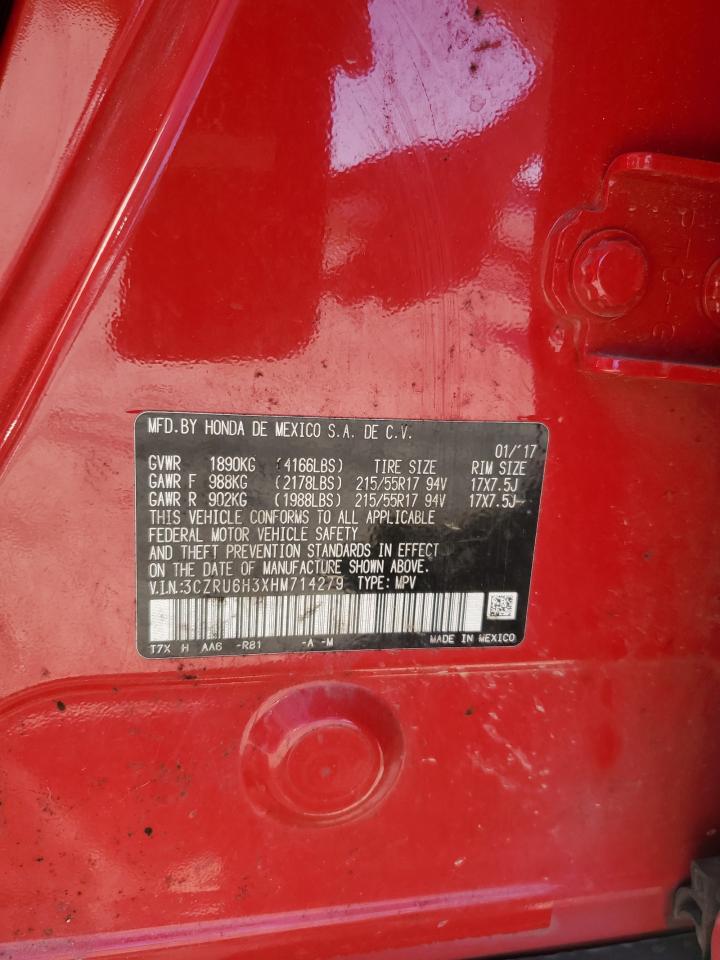 MFD.BY HONDA DE MEXICO S.A. DE C.V.
01/'17
GVWR 1890KG (4166LBS) TIRE SIZE RIM SIZE
GAWR F 988KG (2178LBS) 215/55R17 94V 17X7.5J
GAWR R 902KG (1988LBS) 215/55R17 94V 17X7.5J
THIS VEHICLE CONFORMS TO ALL APPLICABLE
FEDERAL MOTOR VEHICLE SAFETY
AND THEFT PREVENTION STANDARDS IN EFFECT
ON THE DATE OF MANUFACTURE SHOWN ABOVE.
V.I.N.:3CZRU6H3XHM714279 TYPE: MPV
T7X H AA6 -R81 -A -M MADE IN MEXICO